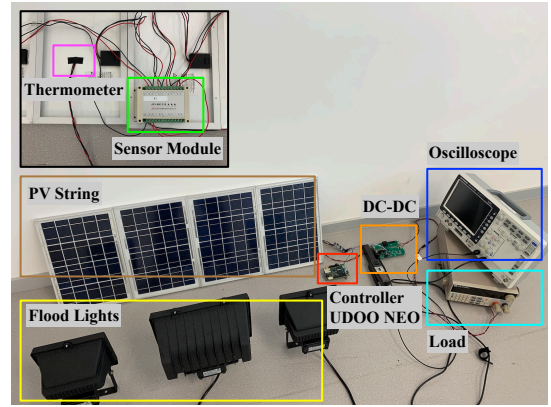 Thermometer
Sensor Module
PV String
Oscilloscope
DC-DC
Flood Lights
Controller
UDOO NEO
Load